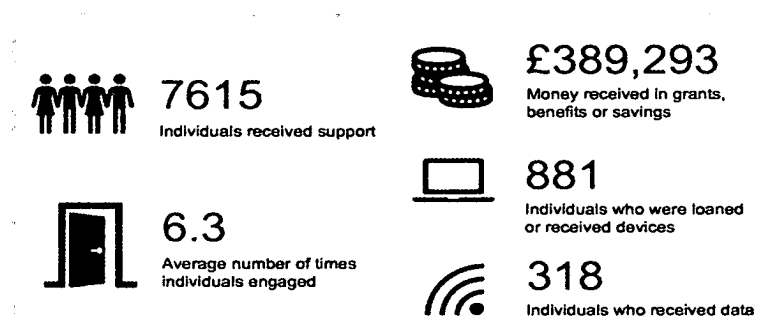 7615
Individuals received support
6.3
Average number of times
individuals engaged
£389,293
Money received in grants,
benefits or savings
881
Individuals who were loaned
or received devices
318
Individuals who received data